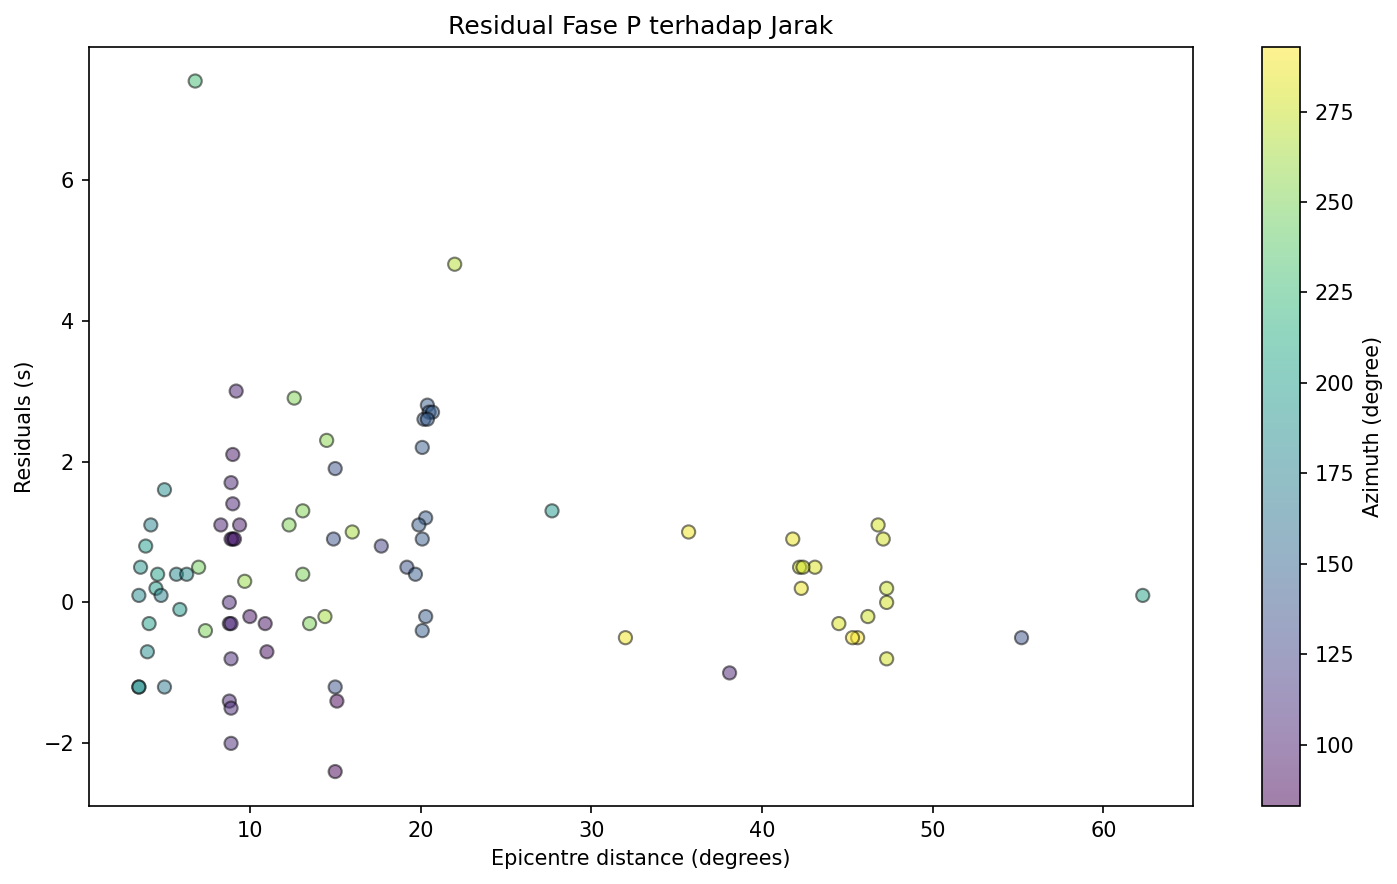 Residual Fase P terhadap Jarak
6
4
2
0
−2
Residuals (s)
10 20 30 40 50 60
Epicentre distance (degrees)
275
250
225
200
175
150
125
100
Azimuth (degree)